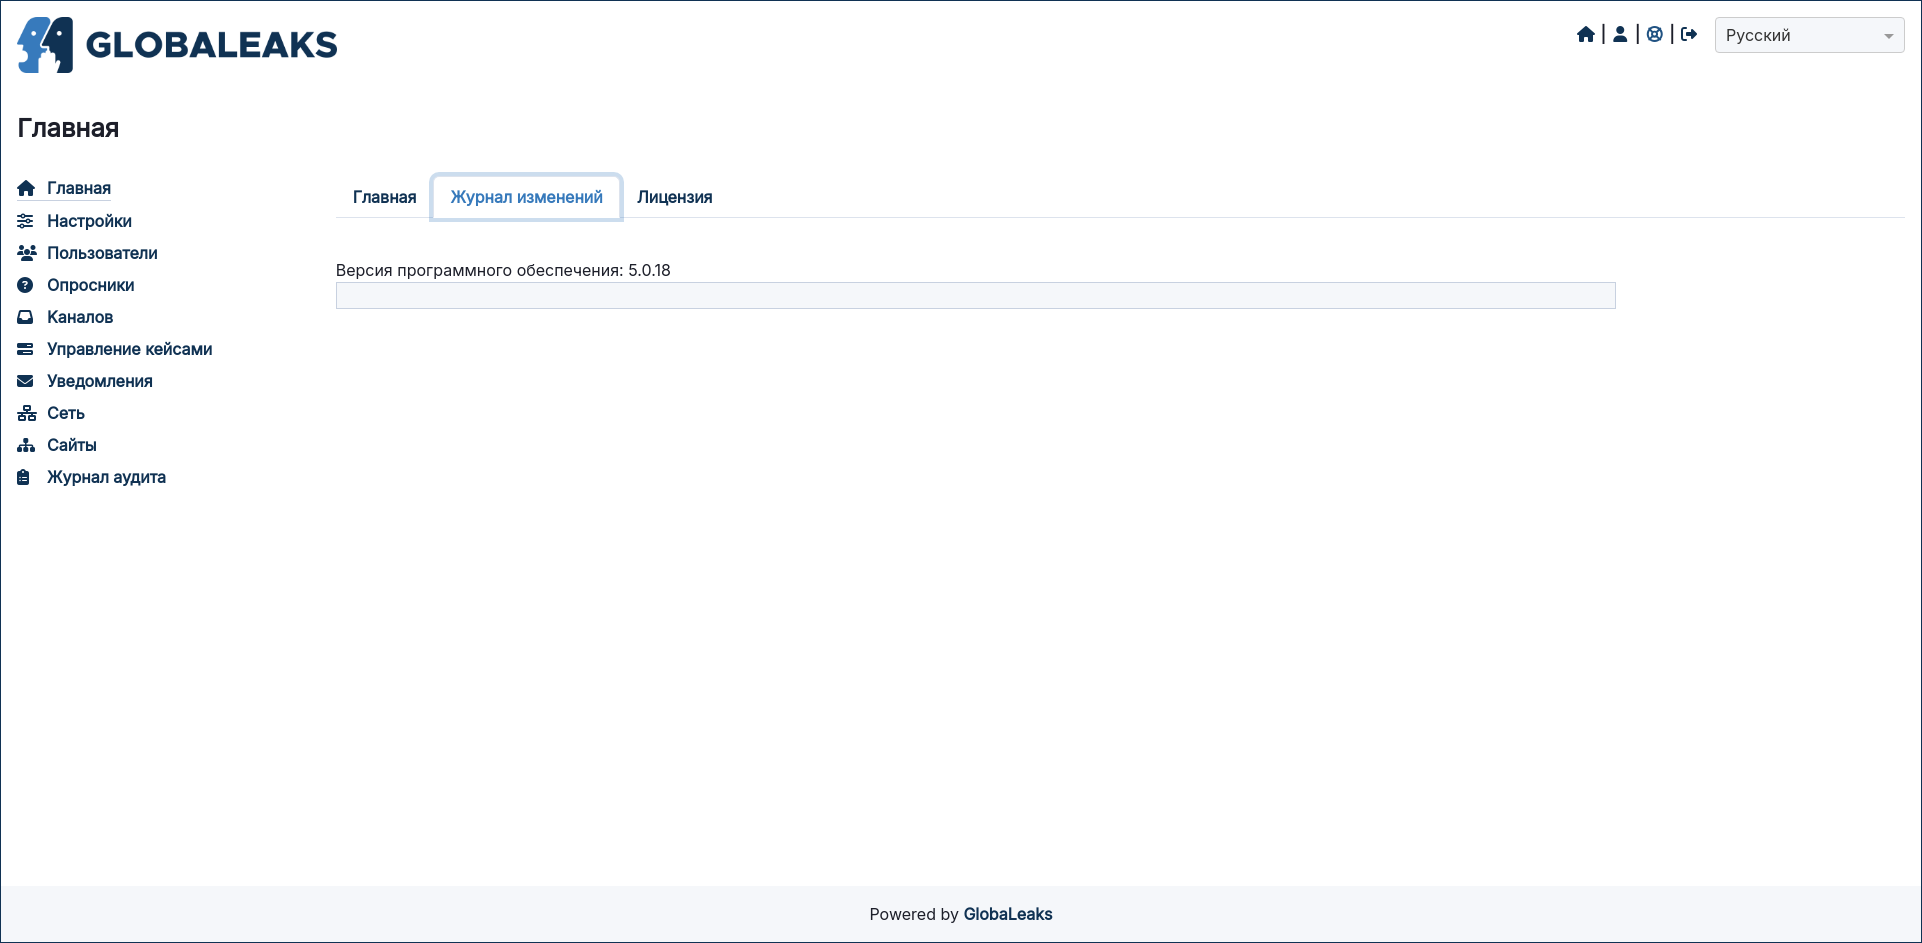 GLOBALEAKS
Русский
Главная
Главная
Настройки
Пользователи
Опросники
Каналов
Управление кейсами
Уведомления
Сеть
Сайты
Журнал аудита
Главная Журнал изменений Лицензия
Версия программного обеспечения: 5.0.18
Powered by GlobaLeaks